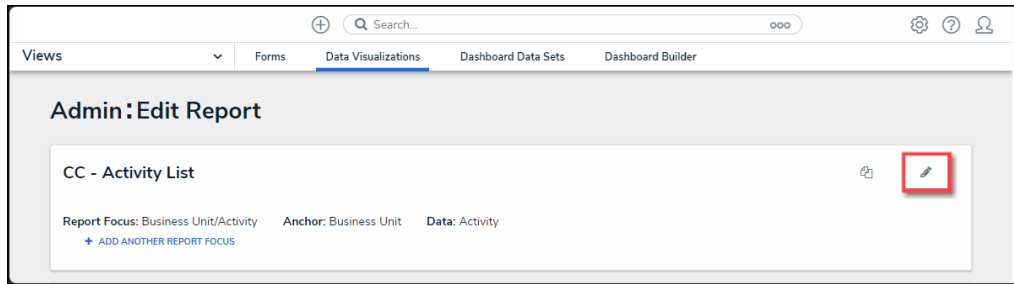 Search...
ooo
Views Forms Data Visualizations Dashboard Data Sets Dashboard Builder
Admin:Edit Report
CC - Activity List
Report Focus: Business Unit/Activity Anchor: Business Unit Data: Activity
+ ADD ANOTHER REPORT FOCUS